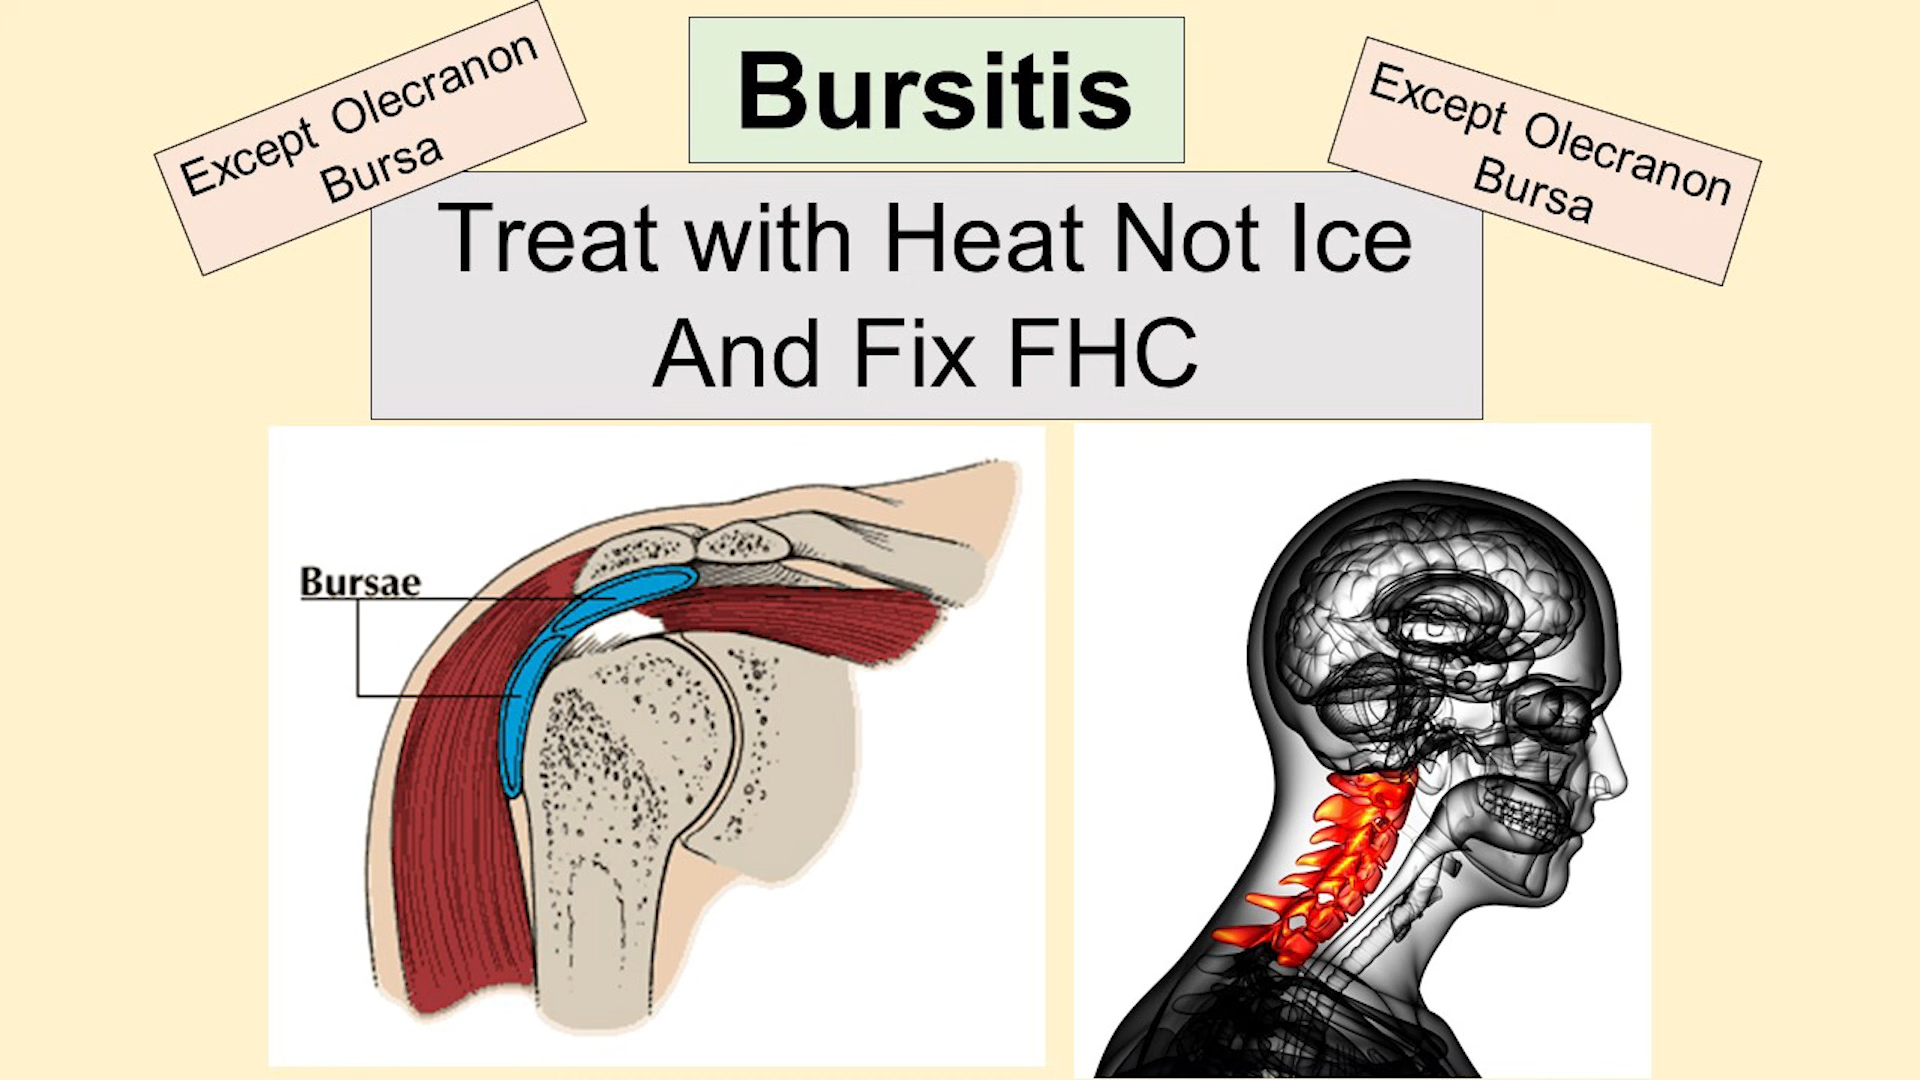 Except Olecranon
Bursa
Bursitis
Except Olecranon
Bursa
Treat with Heat Not Ice
And Fix FHC
Bursae